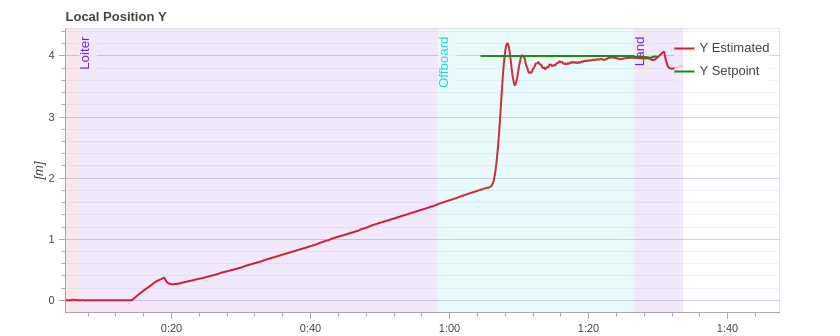 Local Position Y
Loiter
Offboard
Land
Y Estimated
Y Setpoint
[m]
4
3
2
1
0
0:20 0:40 1:00 1:20 1:40